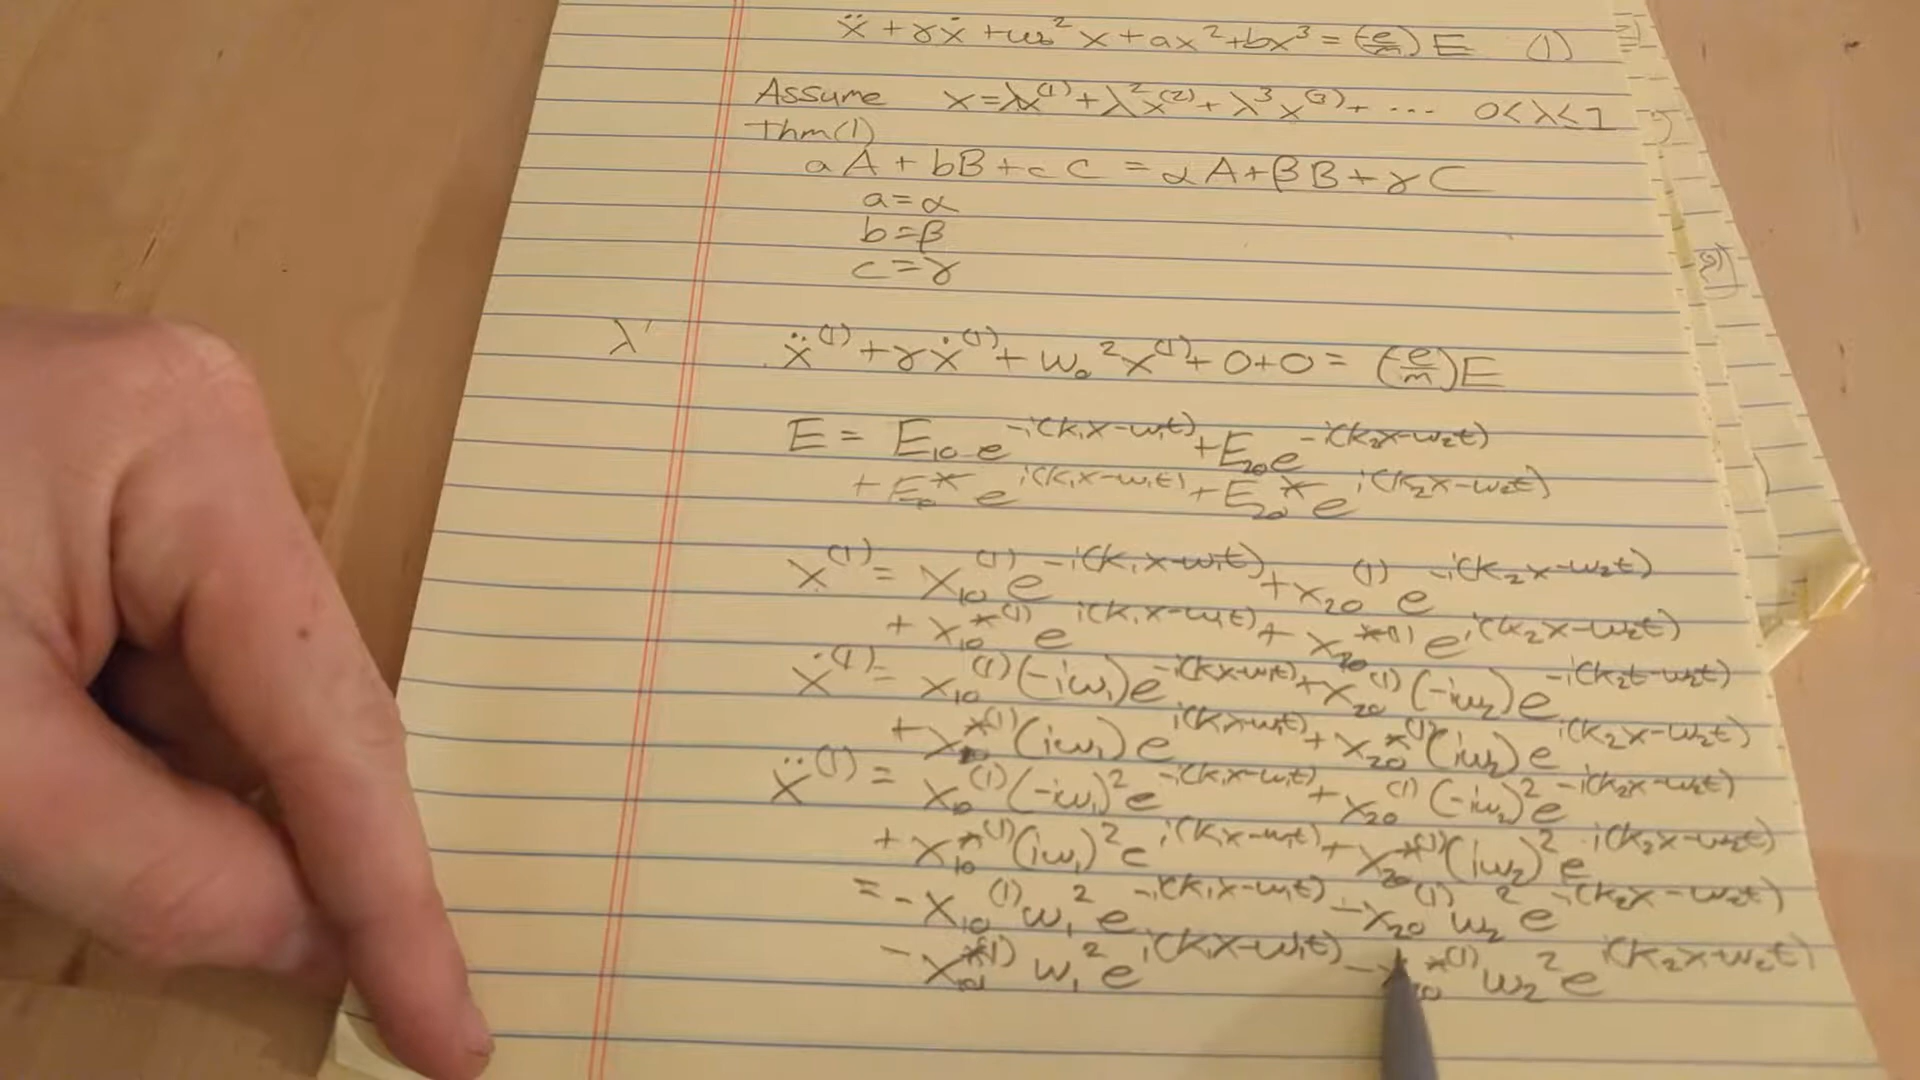 ẍ + γẋ + ω₀²x + ax² + bx³ = (-e/m) E (1)
Assume x = λx⁽¹⁾ + λ²x⁽²⁾ + λ³x⁽³⁾ + ... 0<λ<1
Thm(1)
aA + bB + cC = αA + βB + γC
a = α
b = β
c = γ
λ' ẍ⁽¹⁾ + γẋ⁽¹⁾ + ω₀²x⁽¹⁾ + 0 + 0 = (-e/m)E
E = E₁₀e^-i(k₁x-ω₁t) + E₂₀e^-i(k₂x-ω₂t)
+ E₀* e^i(k₁x-ω₁t) + E₂₀* e^i(k₂x-ω₂t)
x⁽¹⁾ = x₁₀⁽¹⁾ e^-i(k₁x-ω₁t) + x₂₀⁽¹⁾ e^-i(k₂x-ω₂t)
+ x₁₀*⁽¹⁾ e^i(k₁x-ω₁t) + x₂₀*⁽¹⁾ e^i(k₂x-ω₂t)
ẋ⁽¹⁾ = x₁₀⁽¹⁾(-iω₁)e^-i(kx-ω₁t) + x₂₀⁽¹⁾(-iω₂)e^-i(k₂t-ω₂t)
+ x₁₀*⁽¹⁾(iω₁)e^i(k₁x-ω₁t) + x₂₀*⁽¹⁾(iω₂)e^i(k₂x-ω₂t)
ẍ⁽¹⁾ = x₁₀⁽¹⁾(-iω₁)²e^-i(k₁x-ω₁t) + x₂₀⁽¹⁾(-iω₂)²e^-i(k₂x-ω₂t)
+ x₁₀*⁽¹⁾(iω₁)²e^i(k₁x-ω₁t) + x₂₀*⁽¹⁾(iω₂)²e^i(k₂x-ω₂t)
= -x₁₀⁽¹⁾ω₁²e^-i(k₁x-ω₁t) - x₂₀⁽¹⁾ω₂²e^-i(k₂x-ω₂t)
- x₁₀*⁽¹⁾ω₁²e^i(k₁x-ω₁t) - x₂₀*⁽¹⁾ω₂²e^i(k₂x-ω₂t)